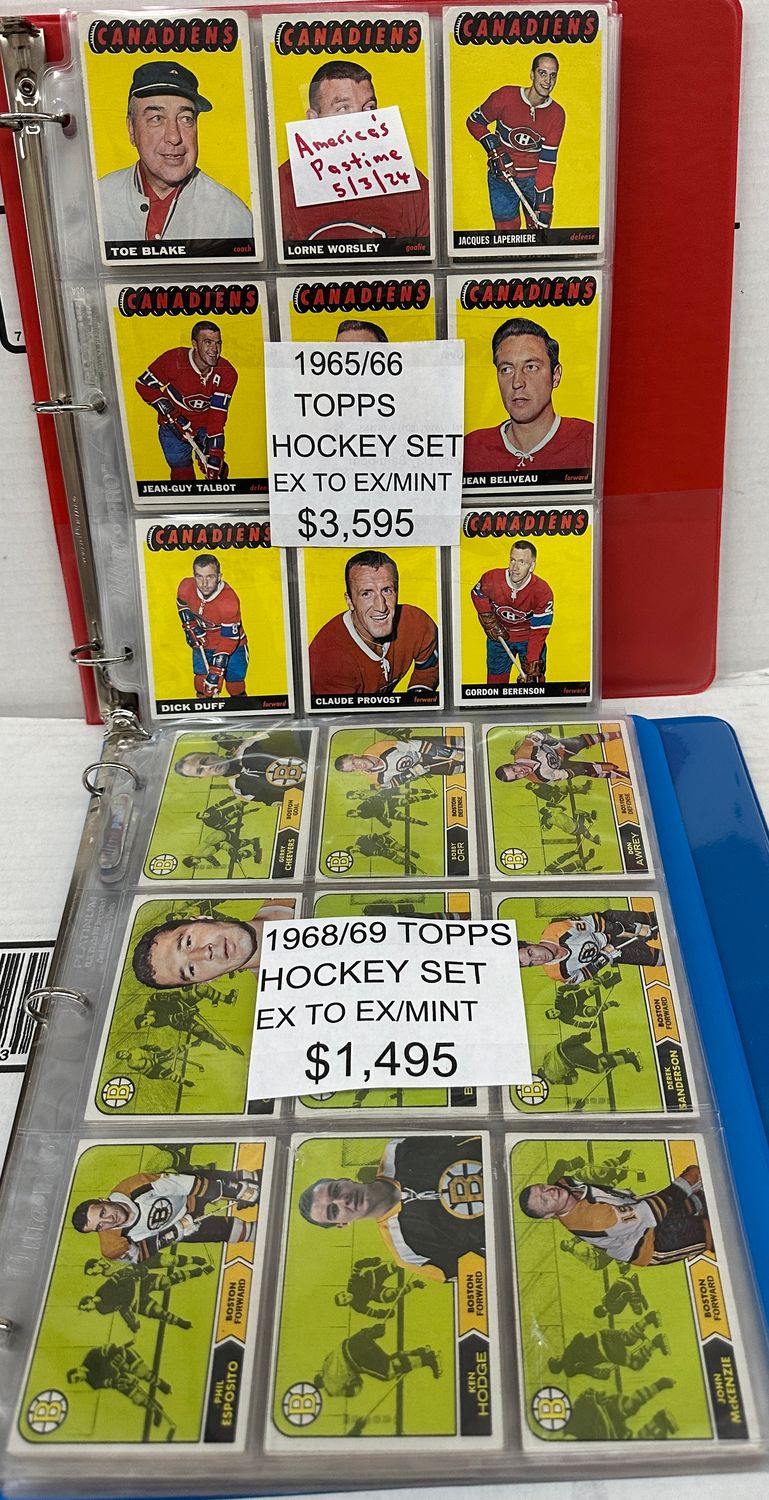 CANADIENS
CANADIENS
CANADIENS
America's
Pastime
5/3/24
TOE BLAKE coach
LORNE WORSLEY goalie
JACQUES LAPERRIERE defense
CANADIENS
CANADIENS
CANADIENS
1965/66
TOPPS
HOCKEY SET
EX TO EX/MINT
$3,595
JEAN-GUY TALBOT defen
JEAN BELIVEAU forward
CANADIENS
CANADIENS
DICK DUFF forward
CLAUDE PROVOST forward
GORDON BERENSON forward
BOSTON
GOAL
GERRY
CHEEVERS
BOSTON
DEFENSE
BOBBY
ORR
BOSTON
DEFENSE
DON
AWREY
1968/69 TOPPS
HOCKEY SET
EX TO EX/MINT
$1,495
BOSTON
FORWARD
DEREK
SANDERSON
BOSTON
FORWARD
PHIL
ESPOSITO
BOSTON
FORWARD
KEN
HODGE
BOSTON
FORWARD
JOHN
McKENZIE